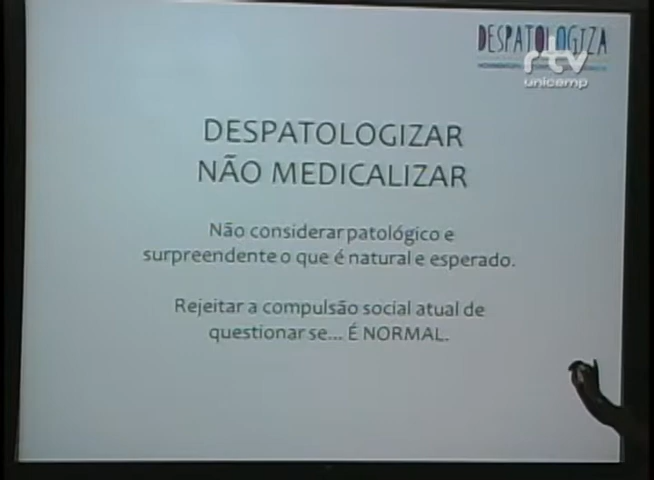 DESPATOLOGIZA
rtv
unicamp
DESPATOLOGIZAR
NÃO MEDICALIZAR
Não considerar patológico e
surpreendente o que é natural e esperado.
Rejeitar a compulsão social atual de
questionar se... É NORMAL.